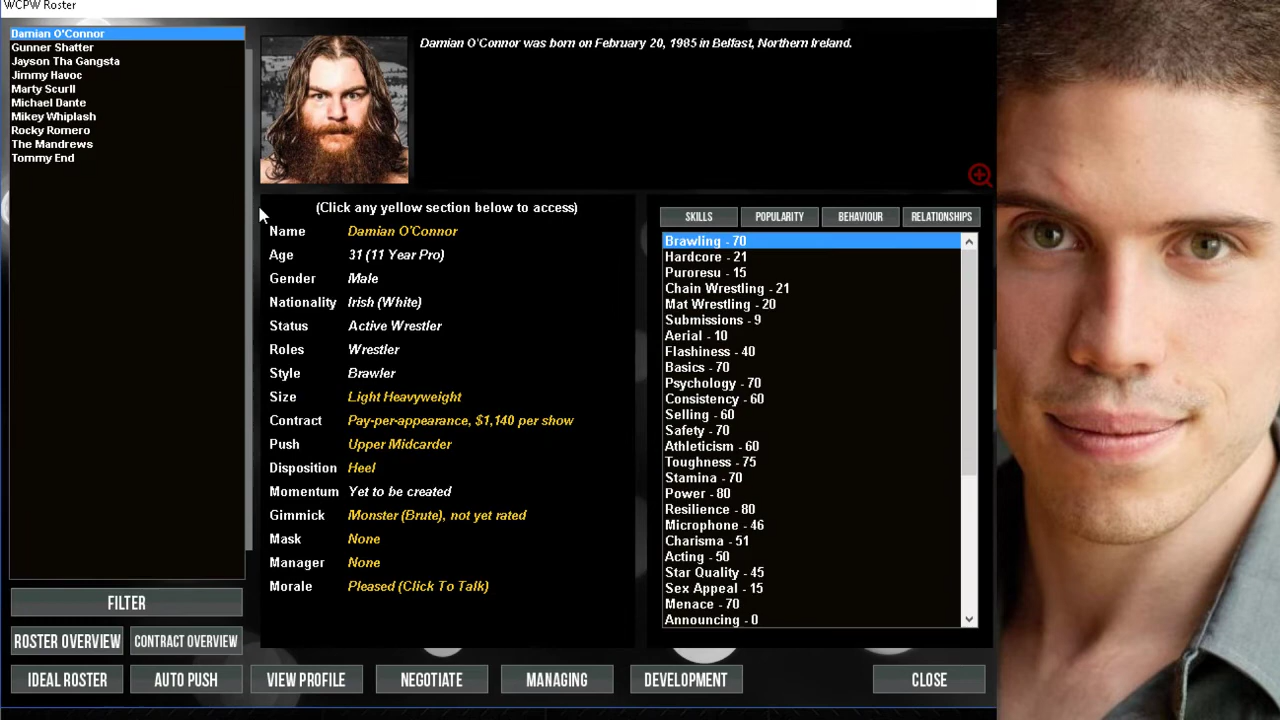 WCPW Roster
Damian O'Connor
Gunner Shatter
Jayson Tha Gangsta
Jimmy Havoc
Marty Scurll
Michael Dante
Mikey Whiplash
Rocky Romero
The Mandrews
Tommy End
FILTER
ROSTER OVERVIEW CONTRACT OVERVIEW
Damian O'Connor was born on February 20, 1985 in Belfast, Northern Ireland.
(Click any yellow section below to access)
Name Damian O'Connor
Age 31 (11 Year Pro)
Gender Male
Nationality Irish (White)
Status Active Wrestler
Roles Wrestler
Style Brawler
Size Light Heavyweight
Contract Pay-per-appearance, $1,140 per show
Push Upper Midcarder
Disposition Heel
Momentum Yet to be created
Gimmick Monster (Brute), not yet rated
Mask None
Manager None
Morale Pleased (Click To Talk)
SKILLS POPULARITY BEHAVIOUR RELATIONSHIPS
Brawling - 70
Hardcore - 21
Puroresu - 15
Chain Wrestling - 21
Mat Wrestling - 20
Submissions - 9
Aerial - 10
Flashiness - 40
Basics - 70
Psychology - 70
Consistency - 60
Selling - 60
Safety - 70
Athleticism - 60
Toughness - 75
Stamina - 70
Power - 80
Resilience - 80
Microphone - 46
Charisma - 51
Acting - 50
Star Quality - 45
Sex Appeal - 15
Menace - 70
Announcing - 0
IDEAL ROSTER AUTO PUSH VIEW PROFILE NEGOTIATE MANAGING DEVELOPMENT CLOSE